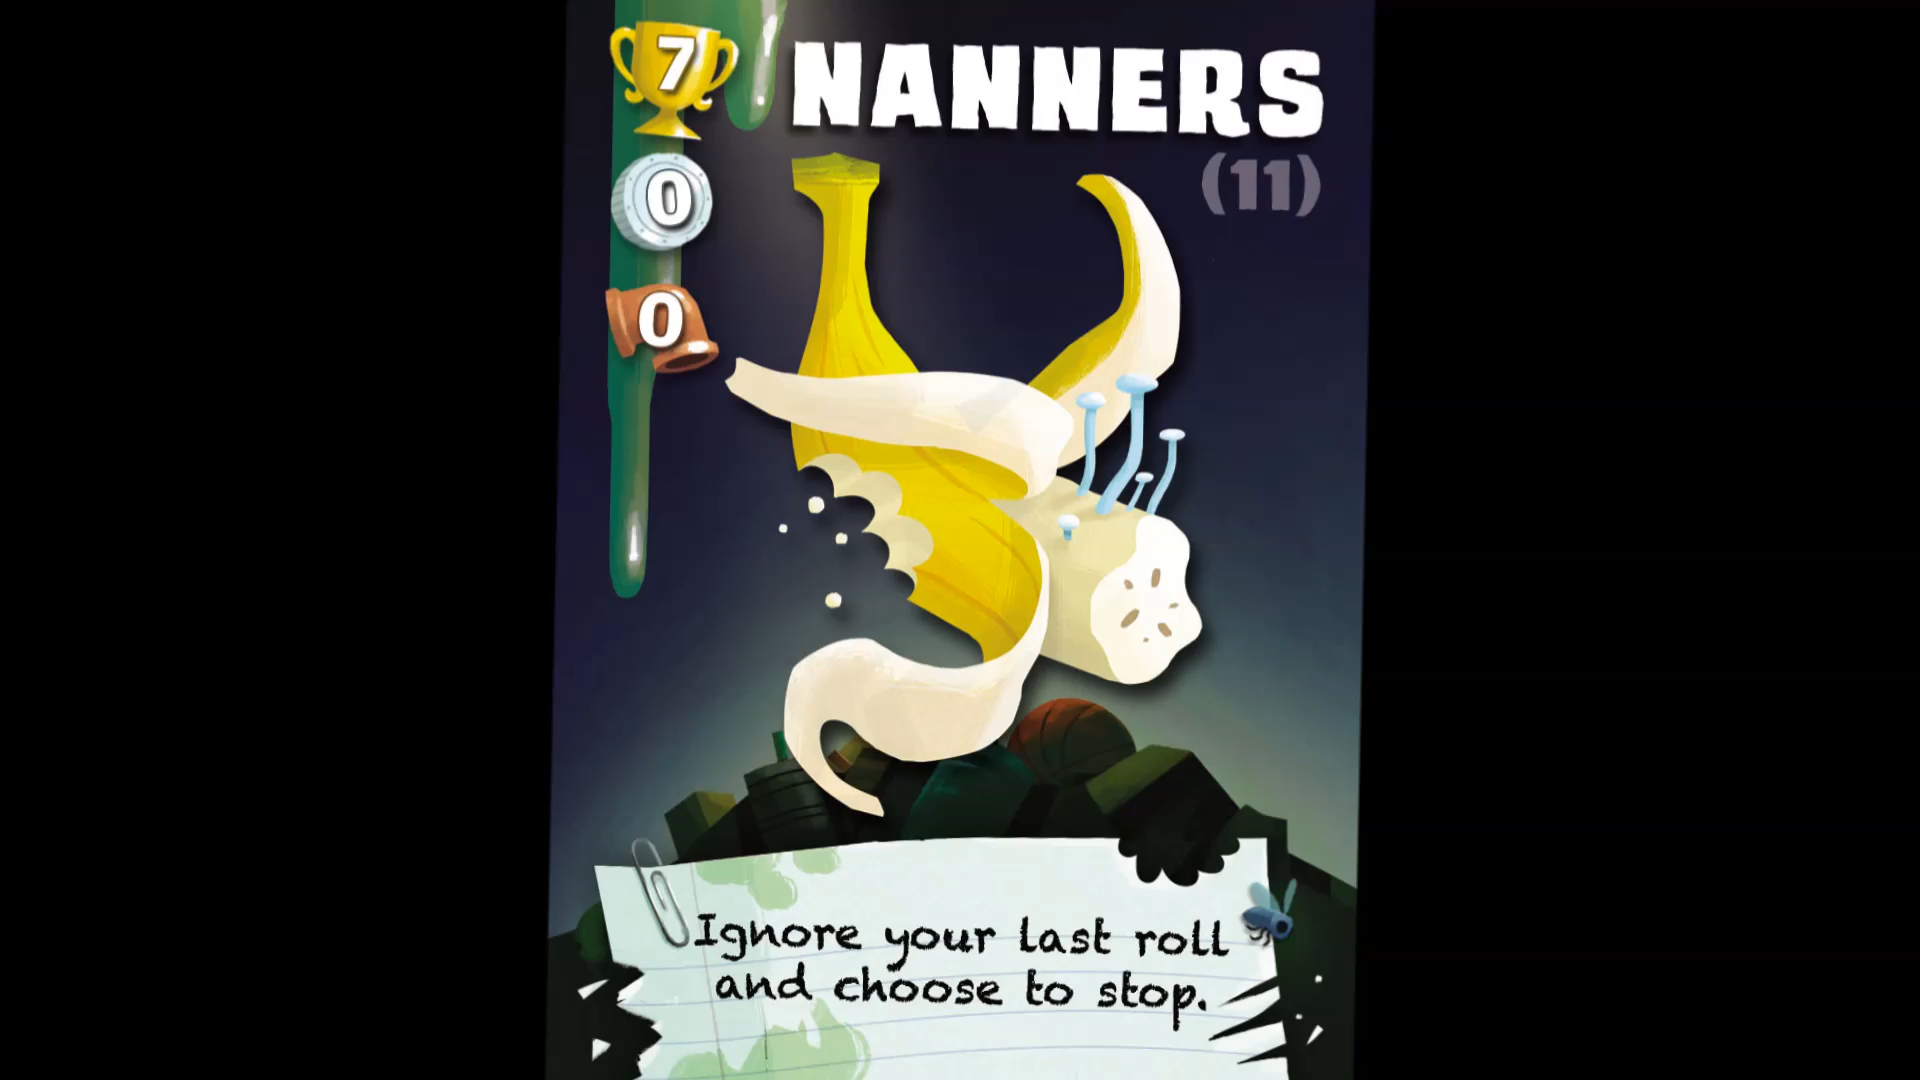 7
NANNERS
0
(11)
0
Ignore your last roll
and choose to stop.